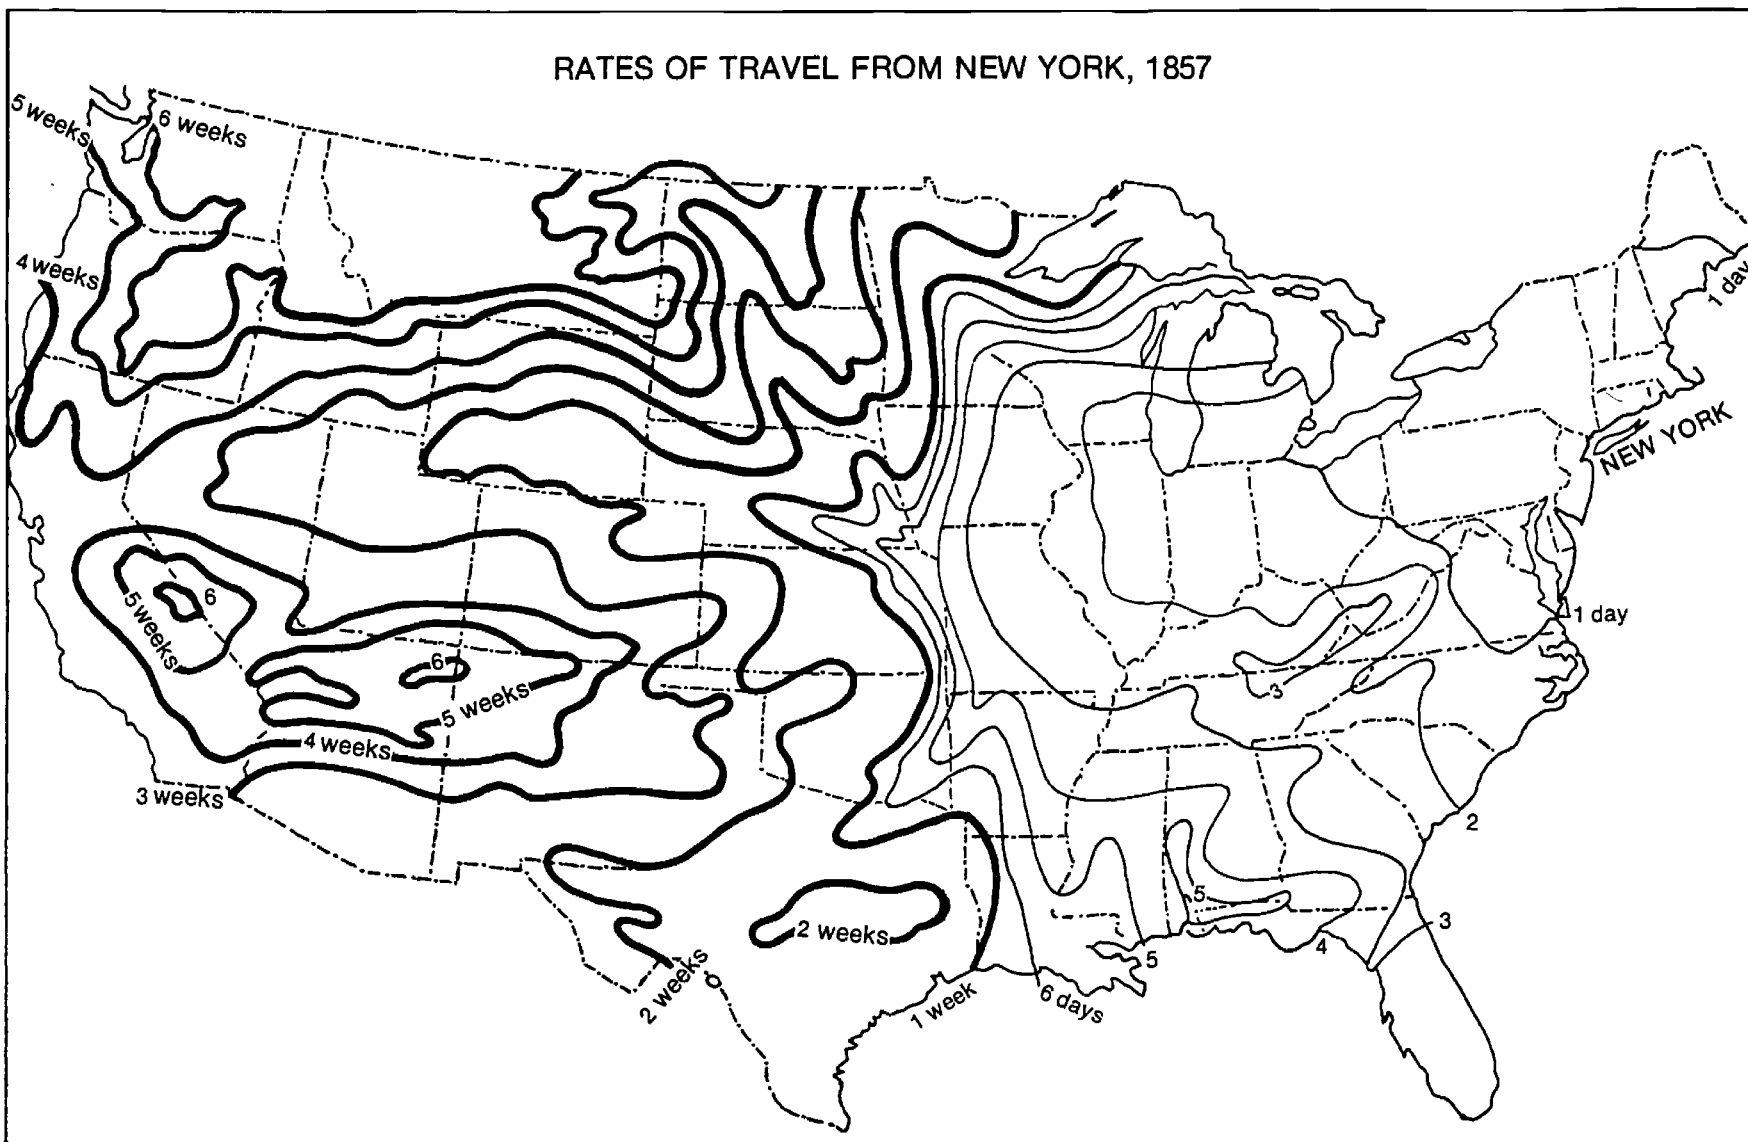 RATES OF TRAVEL FROM NEW YORK, 1857
5 weeks
6 weeks
4 weeks
1 day
NEW YORK
6
5 weeks
1 day
6
3
5 weeks
4 weeks
3 weeks
2
5
3
2 weeks
4
5
2 weeks
1 week
6 days